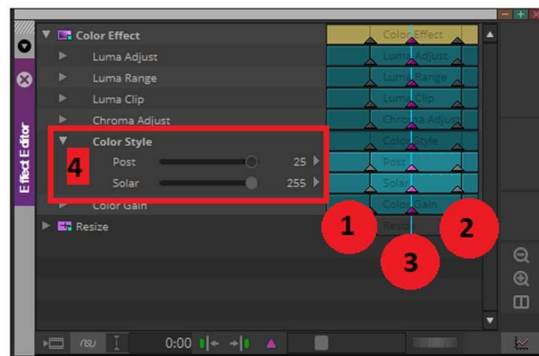 Color Effect Color Effect
Luma Adjust Luma Adjust
Luma Range Luma Range
Luma Clip Luma Clip
Chroma Adjust Chroma Adjust
Color Style Color Style
4 Post 25 Post
Solar 255 Solar
Color Gain Color Gain
Resize
1 2
3
Effect Editor
0:00